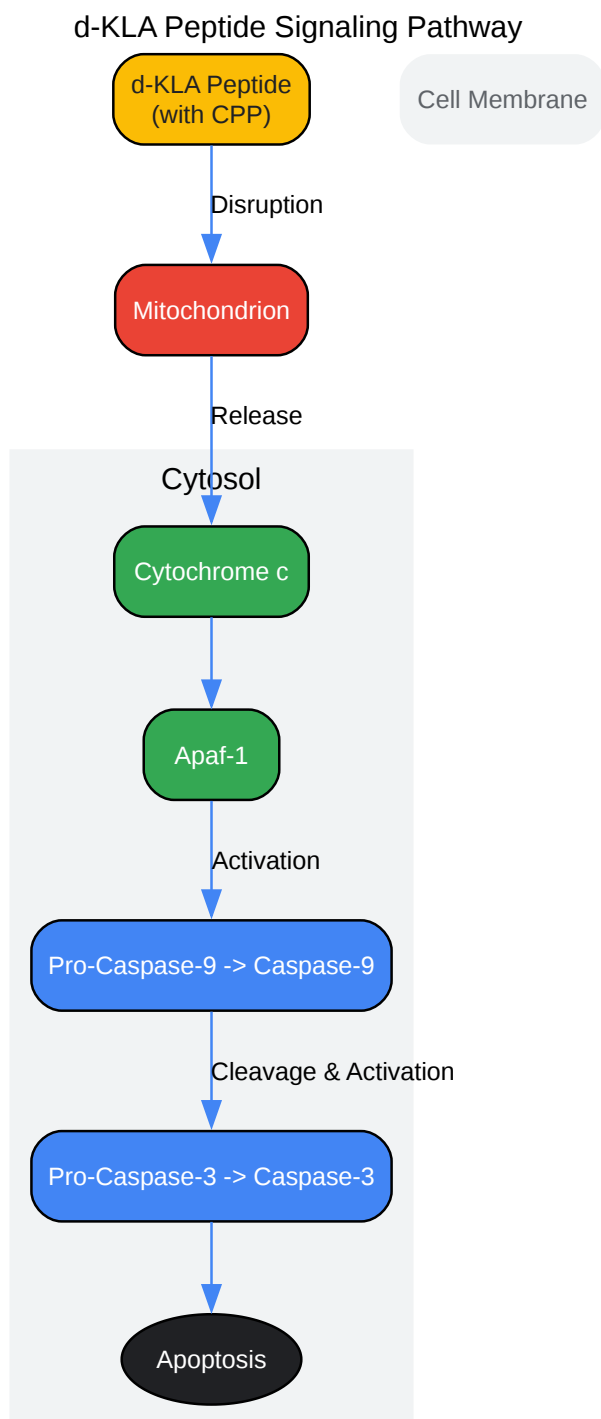 d-KLA Peptide Signaling Pathway
d-KLA Peptide
(with CPP)
Cell Membrane
Disruption
Mitochondrion
Release
Cytosol
Cytochrome c
Apaf-1
Activation
Pro-Caspase-9 -> Caspase-9
Cleavage & Activation
Pro-Caspase-3 -> Caspase-3
Apoptosis